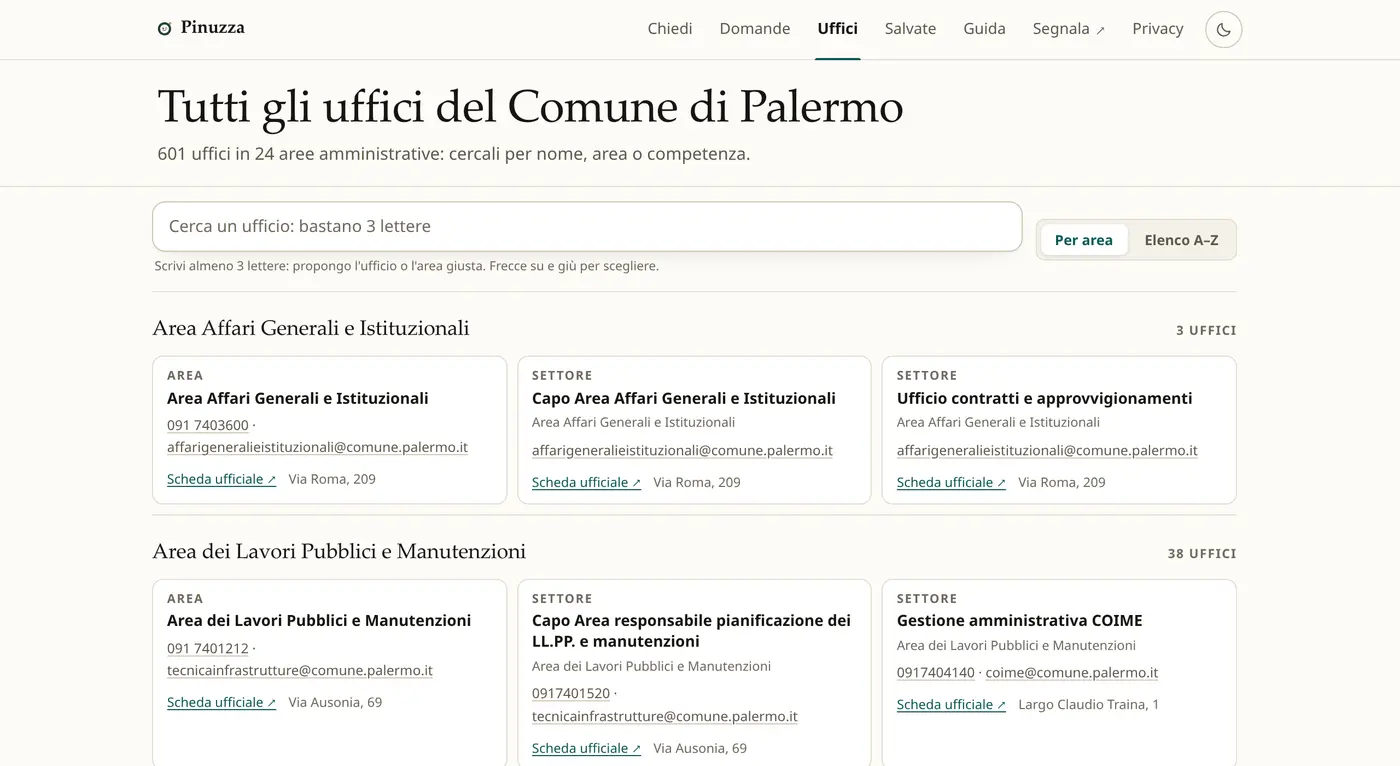 Pinuzza
Chiedi Domande Uffici Salvate Guida Segnala ↗ Privacy
Tutti gli uffici del Comune di Palermo
601 uffici in 24 aree amministrative: cercali per nome, area o competenza.
Cerca un ufficio: bastano 3 lettere
Per area Elenco A–Z
Scrivi almeno 3 lettere: propongo l'ufficio o l'area giusta. Frecce su e giù per scegliere.
Area Affari Generali e Istituzionali
3 UFFICI
AREA
Area Affari Generali e Istituzionali
091 7403600 ·
affarigeneralieistituzionali@comune.palermo.it
Scheda ufficiale ↗ Via Roma, 209
SETTORE
Capo Area Affari Generali e Istituzionali
Area Affari Generali e Istituzionali
affarigeneralieistituzionali@comune.palermo.it
Scheda ufficiale ↗ Via Roma, 209
SETTORE
Ufficio contratti e approvvigionamenti
Area Affari Generali e Istituzionali
affarigeneralieistituzionali@comune.palermo.it
Scheda ufficiale ↗ Via Roma, 209
Area dei Lavori Pubblici e Manutenzioni
38 UFFICI
AREA
Area dei Lavori Pubblici e Manutenzioni
091 7401212 ·
tecnicainfrastrutture@comune.palermo.it
Scheda ufficiale ↗ Via Ausonia, 69
SETTORE
Capo Area responsabile pianificazione dei
LL.PP. e manutenzioni
Area dei Lavori Pubblici e Manutenzioni
0917401520 ·
tecnicainfrastrutture@comune.palermo.it
Scheda ufficiale ↗ Via Ausonia, 69
SETTORE
Gestione amministrativa COIME
Area dei Lavori Pubblici e Manutenzioni
0917404140 · coime@comune.palermo.it
Scheda ufficiale ↗ Largo Claudio Traina, 1